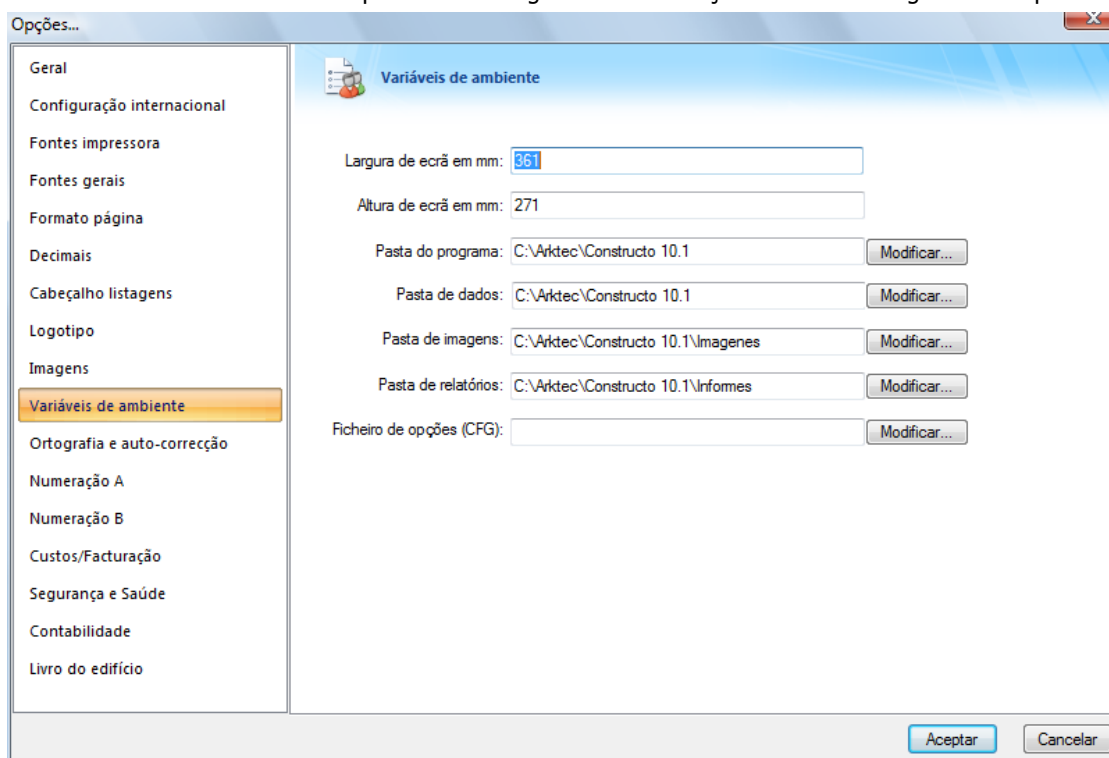 Opções...
Geral
Configuração internacional
Fontes impressora
Fontes gerais
Formato página
Decimais
Cabeçalho listagens
Logotipo
Imagens
Variáveis de ambiente
Ortografia e auto-correcção
Numeração A
Numeração B
Custos/Facturação
Segurança e Saúde
Contabilidade
Livro do edifício
Variáveis de ambiente
Largura de ecrã em mm: 361
Altura de ecrã em mm: 271
Pasta do programa: C:\Arktec\Constructo 10.1 Modificar...
Pasta de dados: C:\Arktec\Constructo 10.1 Modificar...
Pasta de imagens: C:\Arktec\Constructo 10.1\Imagenes Modificar...
Pasta de relatórios: C:\Arktec\Constructo 10.1\Informes Modificar...
Ficheiro de opções (CFG): Modificar...
Aceptar Cancelar